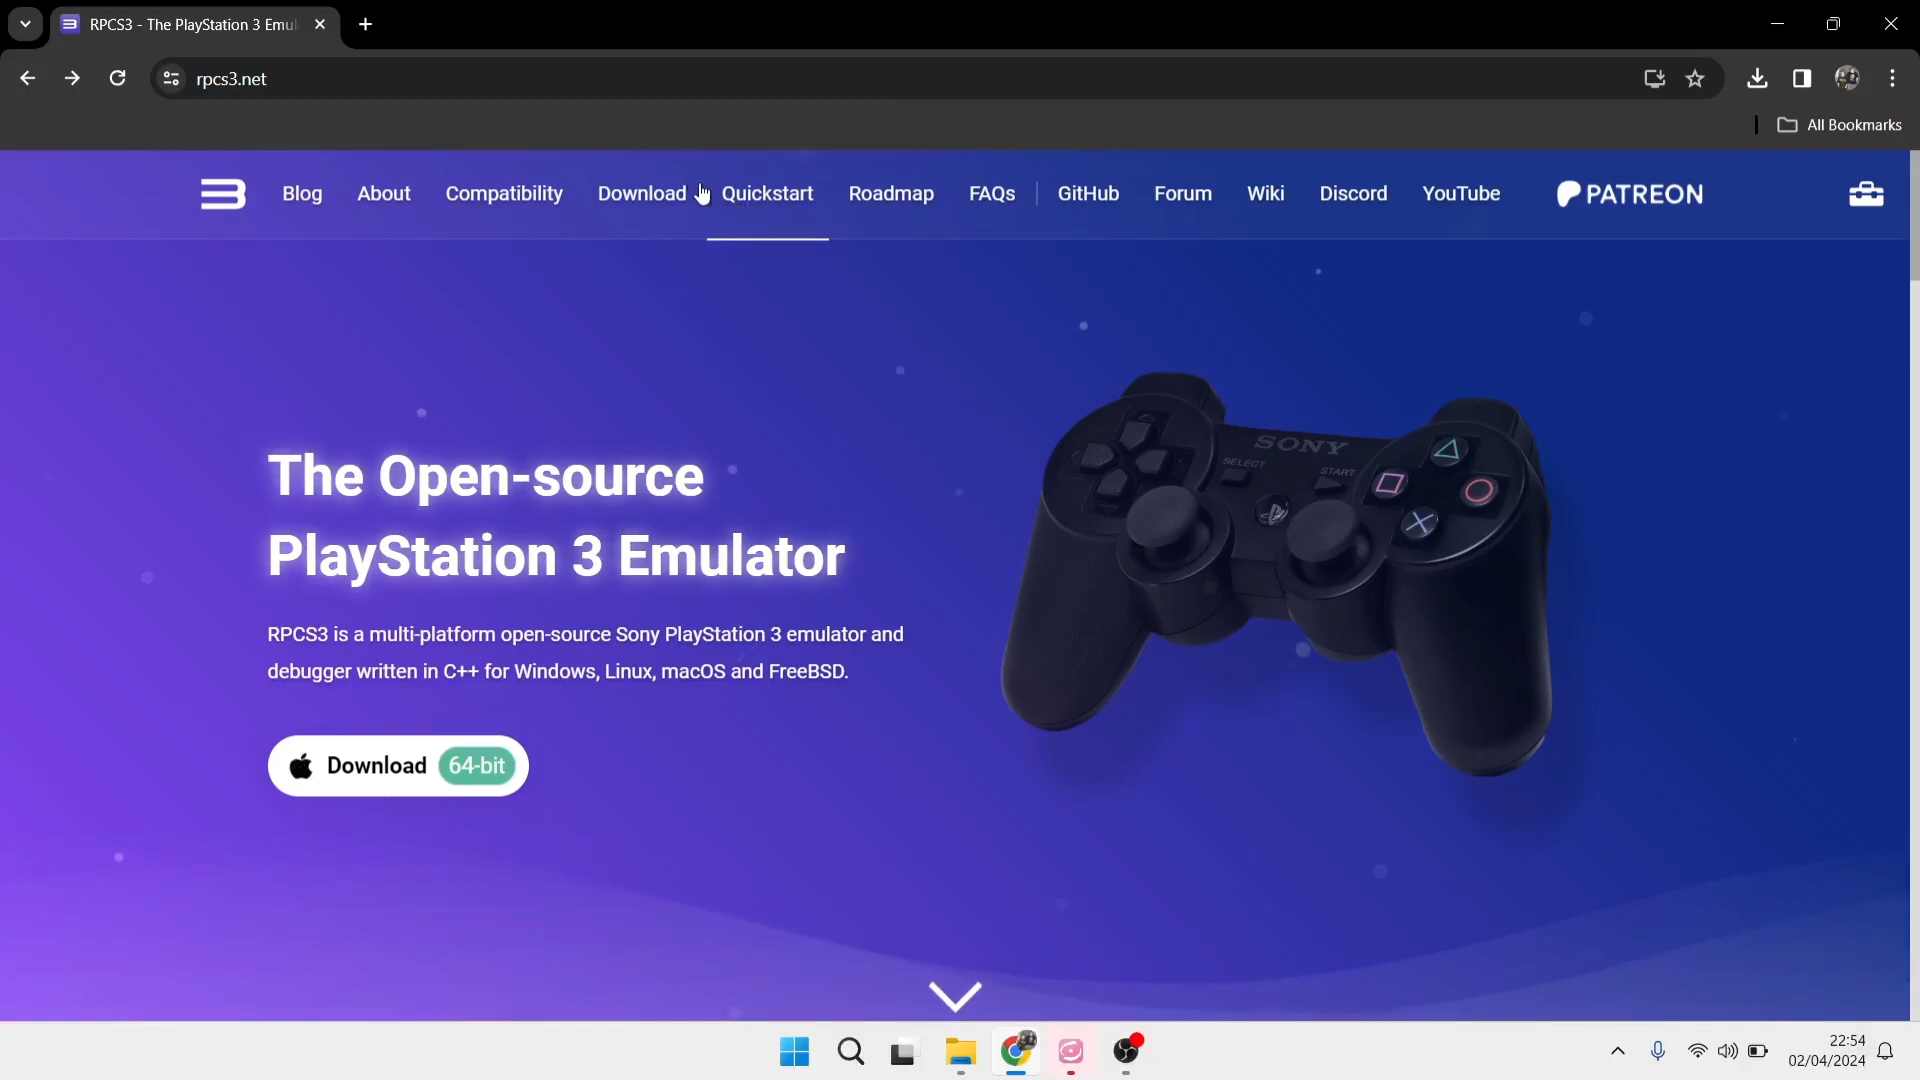 RPCS3 - The PlayStation 3 Emul
rpcs3.net
All Bookmarks
Blog About Compatibility Download Quickstart Roadmap FAQs GitHub Forum Wiki Discord YouTube PATREON
SONY
SELECT START
The Open-source
PlayStation 3 Emulator
RPCS3 is a multi-platform open-source Sony PlayStation 3 emulator and
debugger written in C++ for Windows, Linux, macOS and FreeBSD.
Download 64-bit
22:54
02/04/2024